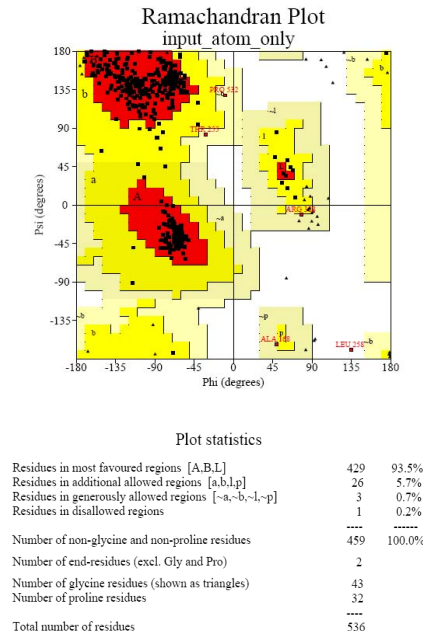 Ramachandran Plot
input_atom_only
180
135
90
45
0
-45
-90
-135
-180
-135
-90
-45
0
45
90
135
180
Psi (degrees)
Phi (degrees)
b
~b
~b
b
PRO 532
~l
l
THR 255
a
A
L
~a
~p
p
ALA 168
LEU 258
~b
b
~b
b
Plot statistics
Residues in most favoured regions [A,B,L] 429 93.5%
Residues in additional allowed regions [a,b,l,p] 26 5.7%
Residues in generously allowed regions [~a,~b,~l,~p] 3 0.7%
Residues in disallowed regions 1 0.2%
---- ------
Number of non-glycine and non-proline residues 459 100.0%
Number of end-residues (excl. Gly and Pro) 2
Number of glycine residues (shown as triangles) 43
Number of proline residues 32
----
Total number of residues 536